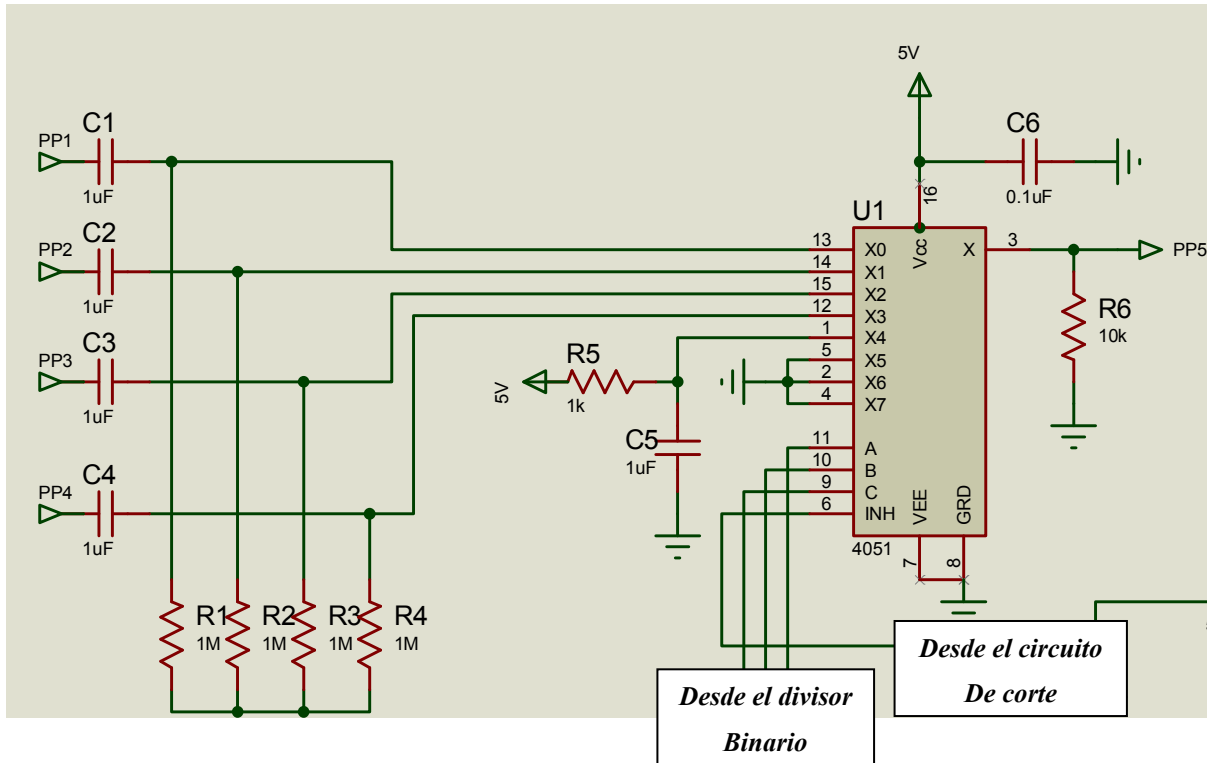 5V
C1
PP1
1uF
C2
PP2
1uF
C3
PP3
1uF
C4
PP4
1uF
R1
1M
R2
1M
R3
1M
R4
1M
5V
R5
1k
C5
1uF
C6
0.1uF
U1
16
Vcc
13 X0
14 X1
15 X2
12 X3
1 X4
5 X5
2 X6
4 X7
11 A
10 B
9 C
6 INH
X 3
PP5
R6
10k
VEE
GRD
4051
7
8
Desde el circuito
De corte
Desde el divisor
Binario